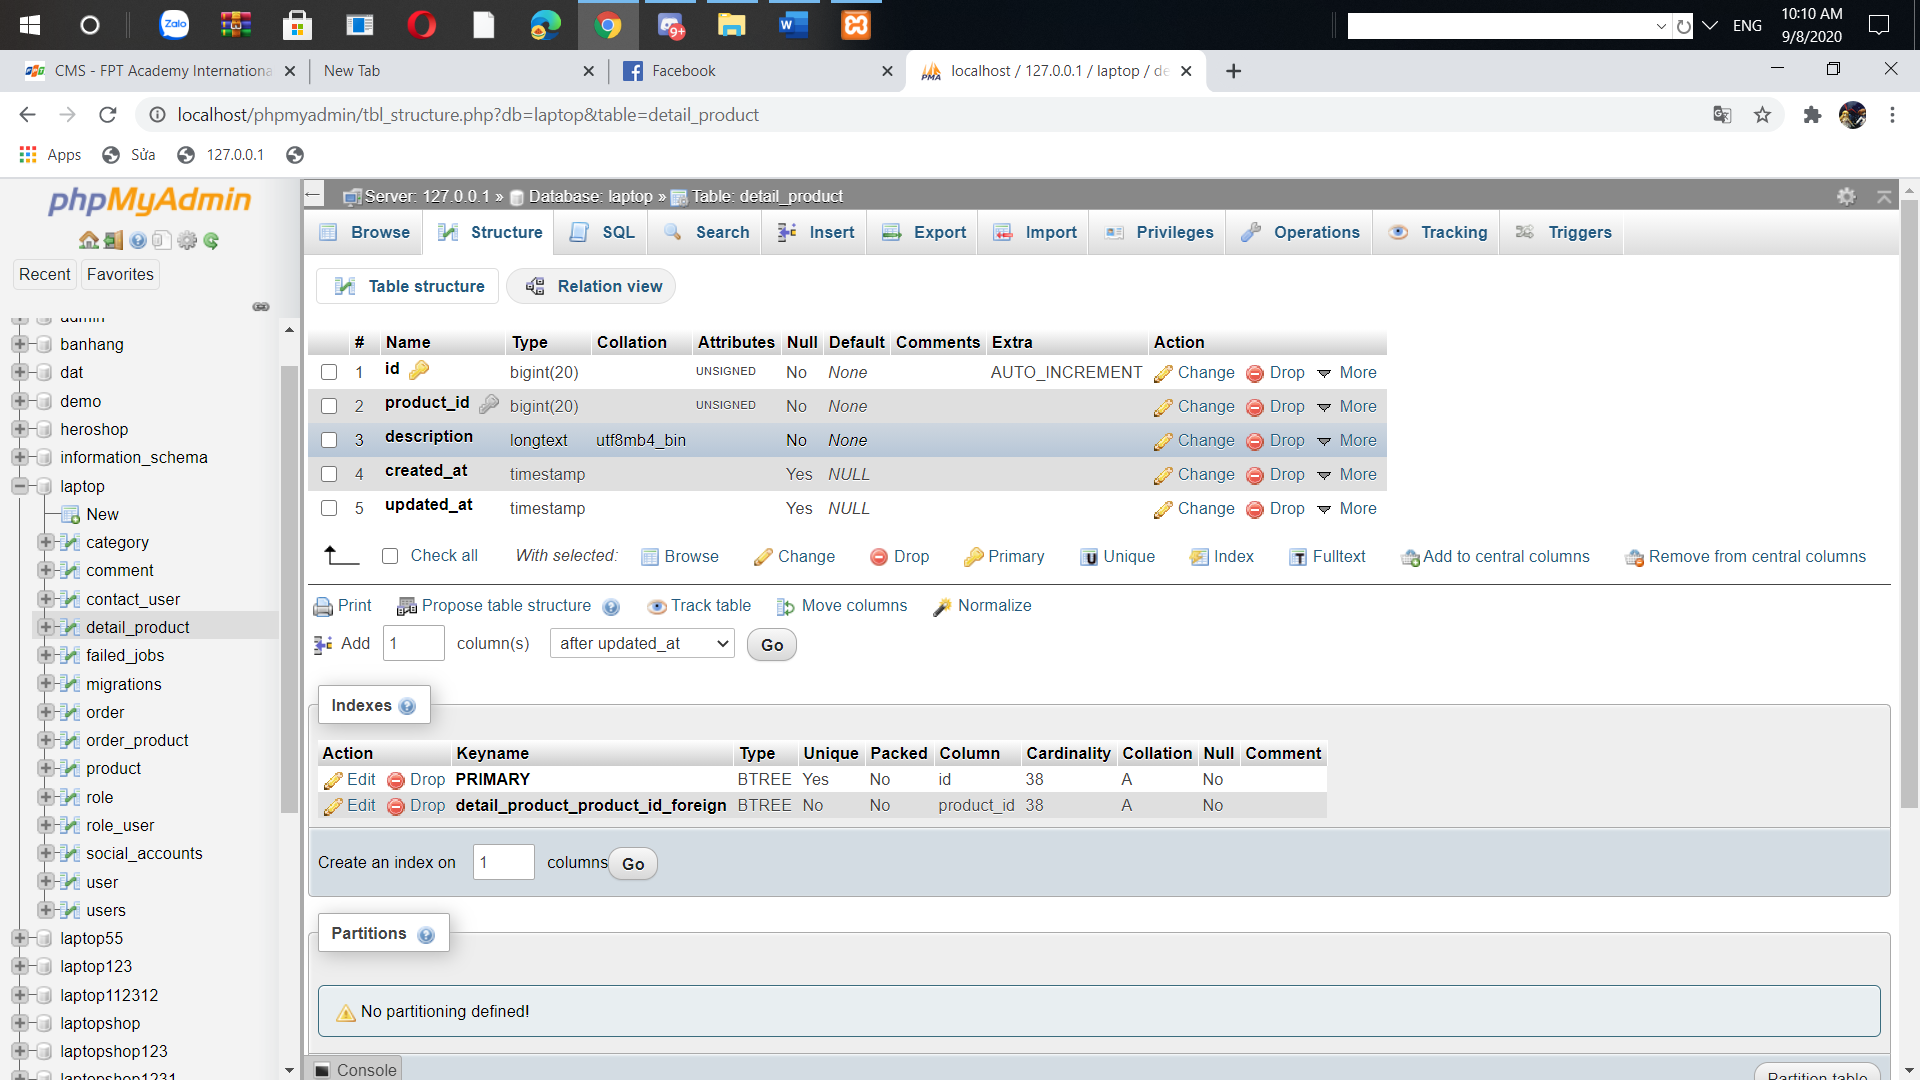 Zalo
9+
ENG
10:10 AM
9/8/2020
CMS - FPT Academy Internationa
New Tab
Facebook
localhost / 127.0.0.1 / laptop / de
localhost/phpmyadmin/tbl_structure.php?db=laptop&table=detail_product
Apps
Sửa
127.0.0.1
phpMyAdmin
Recent
Favorites
admin
banhang
dat
demo
heroshop
information_schema
laptop
New
category
comment
contact_user
detail_product
failed_jobs
migrations
order
order_product
product
role
role_user
social_accounts
user
users
laptop55
laptop123
laptop112312
laptopshop
laptopshop123
laptopshop1231
Server: 127.0.0.1 » Database: laptop » Table: detail_product
Browse Structure SQL Search Insert Export Import Privileges Operations Tracking Triggers
Table structure Relation view
# Name Type Collation Attributes Null Default Comments Extra Action
1 id bigint(20) UNSIGNED No None AUTO_INCREMENT Change Drop More
2 product_id bigint(20) UNSIGNED No None Change Drop More
3 description longtext utf8mb4_bin No None Change Drop More
4 created_at timestamp Yes NULL Change Drop More
5 updated_at timestamp Yes NULL Change Drop More
Check all With selected: Browse Change Drop Primary Unique Index Fulltext Add to central columns Remove from central columns
Print Propose table structure Track table Move columns Normalize
Add 1 column(s) after updated_at Go
Indexes
Action Keyname Type Unique Packed Column Cardinality Collation Null Comment
Edit Drop PRIMARY BTREE Yes No id 38 A No
Edit Drop detail_product_product_id_foreign BTREE No No product_id 38 A No
Create an index on 1 columns Go
Partitions
No partitioning defined!
Console
Partition table